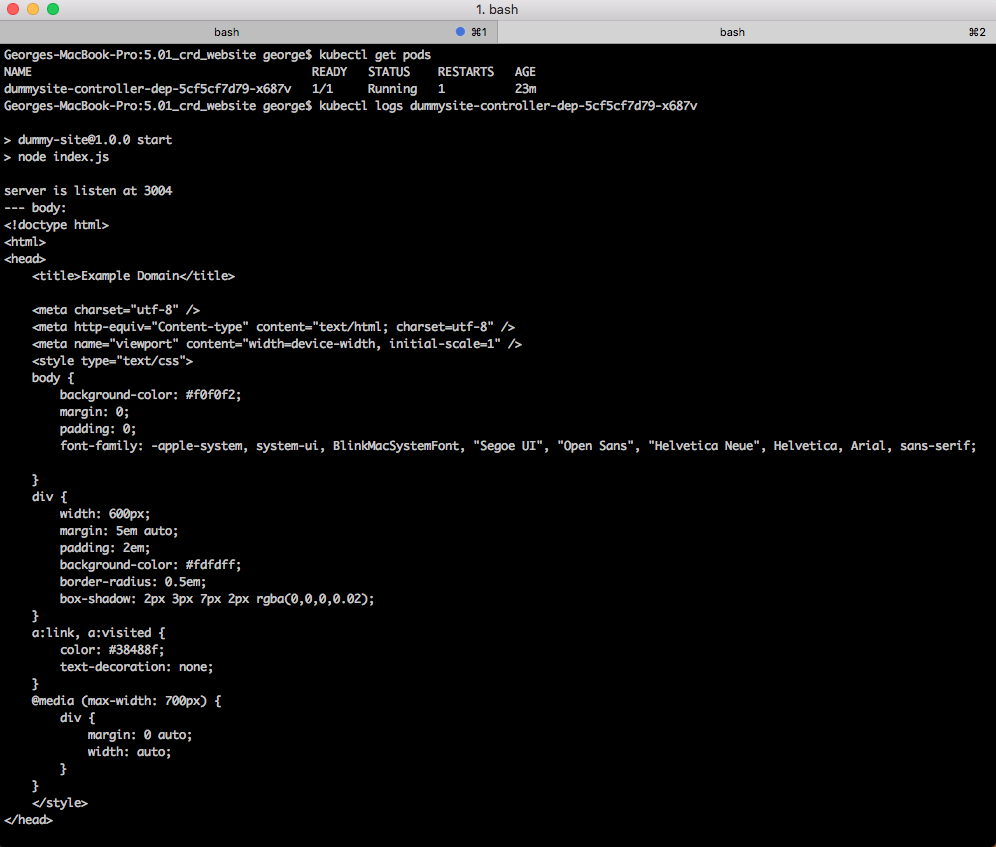 1. bash
bash ⌘1 bash ⌘2
Georges-MacBook-Pro:5.01_crd_website george$ kubectl get pods
NAME READY STATUS RESTARTS AGE
dummysite-controller-dep-5cf5cf7d79-x687v 1/1 Running 1 23m
Georges-MacBook-Pro:5.01_crd_website george$ kubectl logs dummysite-controller-dep-5cf5cf7d79-x687v
> dummy-site@1.0.0 start
> node index.js
server is listen at 3004
--- body:
<!doctype html>
<html>
<head>
    <title>Example Domain</title>
    <meta charset="utf-8" />
    <meta http-equiv="Content-type" content="text/html; charset=utf-8" />
    <meta name="viewport" content="width=device-width, initial-scale=1" />
    <style type="text/css">
    body {
        background-color: #f0f0f2;
        margin: 0;
        padding: 0;
        font-family: -apple-system, system-ui, BlinkMacSystemFont, "Segoe UI", "Open Sans", "Helvetica Neue", Helvetica, Arial, sans-serif;
    }
    div {
        width: 600px;
        margin: 5em auto;
        padding: 2em;
        background-color: #fdfdff;
        border-radius: 0.5em;
        box-shadow: 2px 3px 7px 2px rgba(0,0,0,0.02);
    }
    a:link, a:visited {
        color: #38488f;
        text-decoration: none;
    }
    @media (max-width: 700px) {
        div {
            margin: 0 auto;
            width: auto;
        }
    }
    </style>
</head>